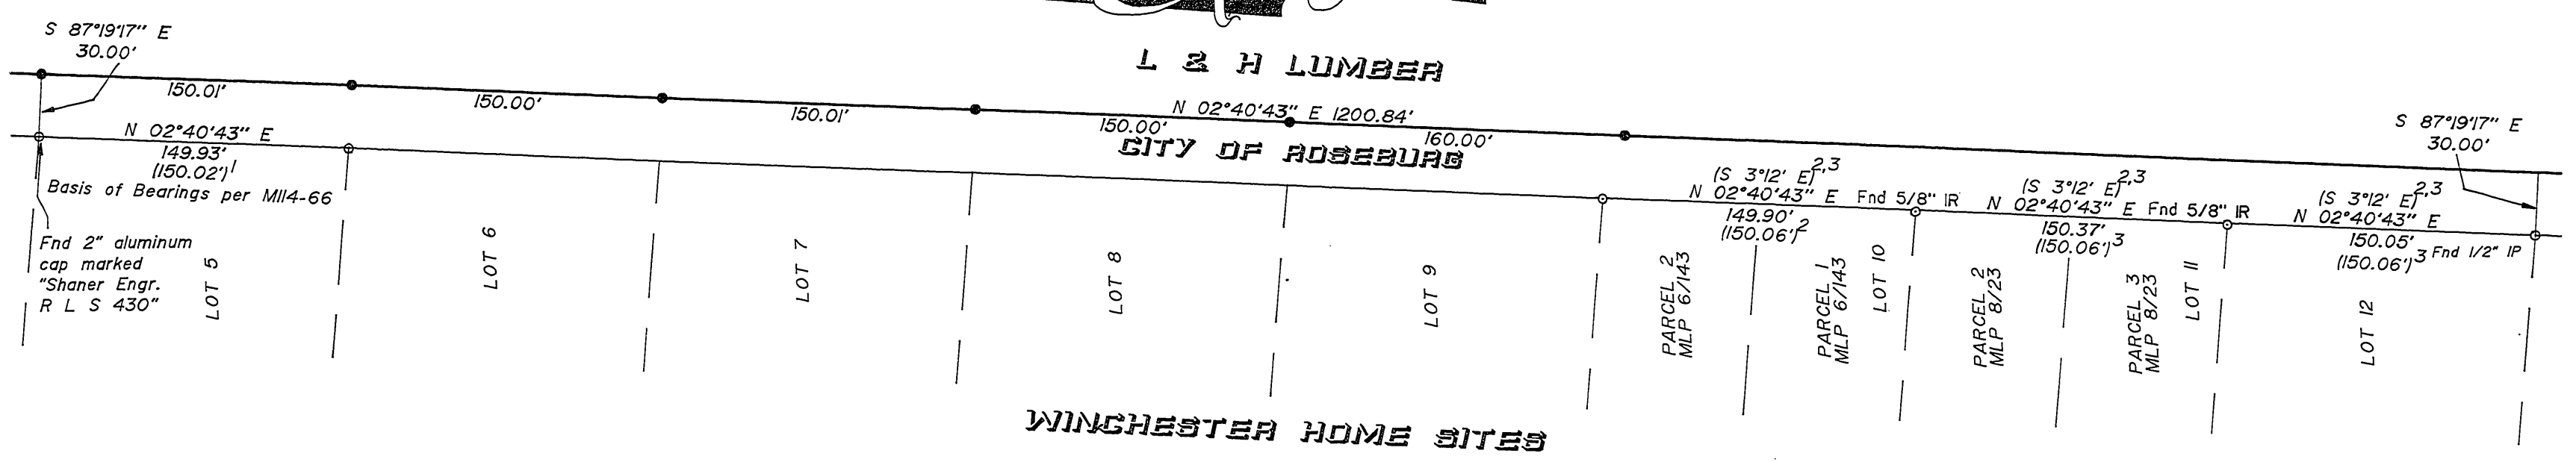 L & H LUMBER
S 87°19'17" E
30.00'
150.01'
150.00'
150.01'
150.00'
N 02°40'43" E 1200.84'
160.00'
S 87°19'17" E
30.00'
CITY OF ROSEBURG
N 02°40'43" E
149.93'
(150.02')1
Basis of Bearings per M114-66
Fnd 2" aluminum
cap marked
"Shaner Engr.
R L S 430"
(S 3°12' E)2,3
N 02°40'43" E
149.90'
(150.06')2
Fnd 5/8" IR
(S 3°12' E)2,3
N 02°40'43" E
150.37'
(150.06')3
Fnd 5/8" IR
(S 3°12' E)2,3
N 02°40'43" E
150.05'
(150.06')3
Fnd 1/2" IP
LOT 5
LOT 6
LOT 7
LOT 8
LOT 9
PARCEL 2
MLP 6/143
PARCEL 1
MLP 6/143
LOT 10
PARCEL 2
MLP 8/23
PARCEL 3
MLP 8/23
LOT 11
LOT 12
WINCHESTER HOME SITES